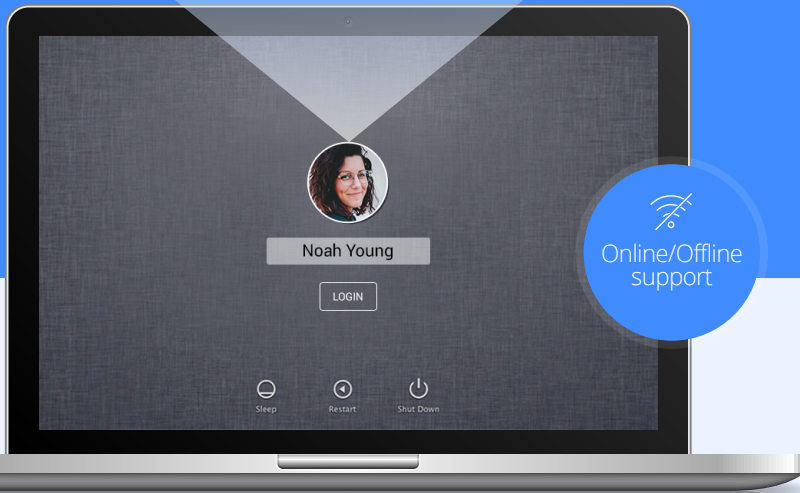 Noah Young
LOGIN
Online/Offline
support
Sleep
Restart
Shut Down